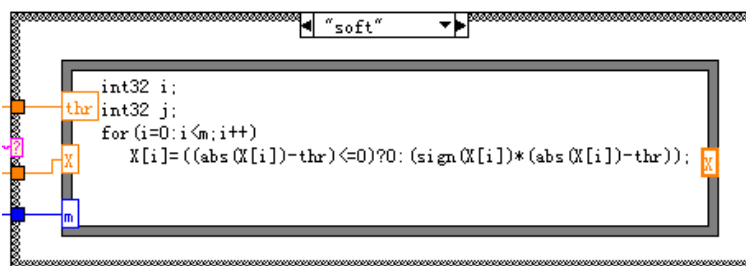 "soft"
int32 i;
thr int32 j;
for(i=0:i<m;i++)
? X[i]=((abs(X[i])-thr)<=0)?0:(sign(X[i])*(abs(X[i])-thr));
X X
m